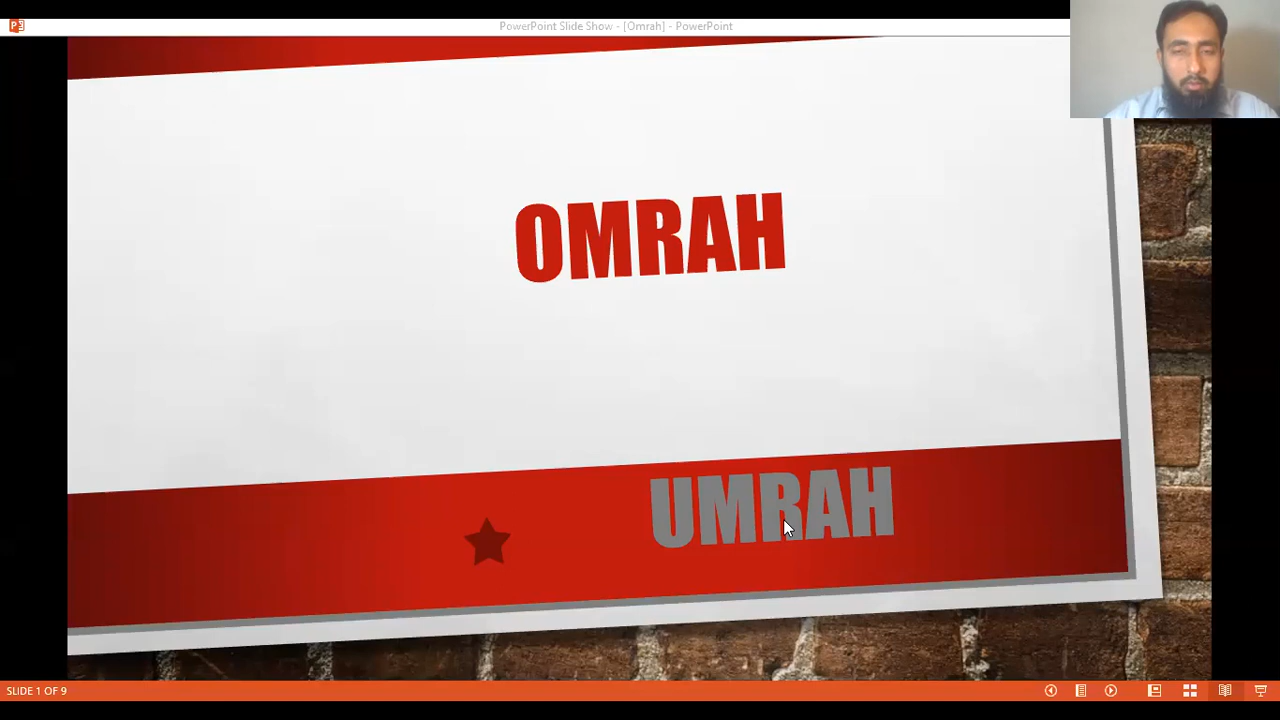 PowerPoint Slide Show - [Omrah] - PowerPoint
OMRAH
UMRAH
SLIDE 1 OF 9